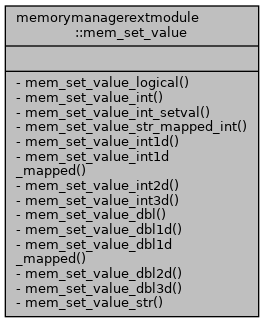 memorymanagerextmodule
::mem_set_value
- mem_set_value_logical()
- mem_set_value_int()
- mem_set_value_int_setval()
- mem_set_value_str_mapped_int()
- mem_set_value_int1d()
- mem_set_value_int1d
_mapped()
- mem_set_value_int2d()
- mem_set_value_int3d()
- mem_set_value_dbl()
- mem_set_value_dbl1d()
- mem_set_value_dbl1d
_mapped()
- mem_set_value_dbl2d()
- mem_set_value_dbl3d()
- mem_set_value_str()